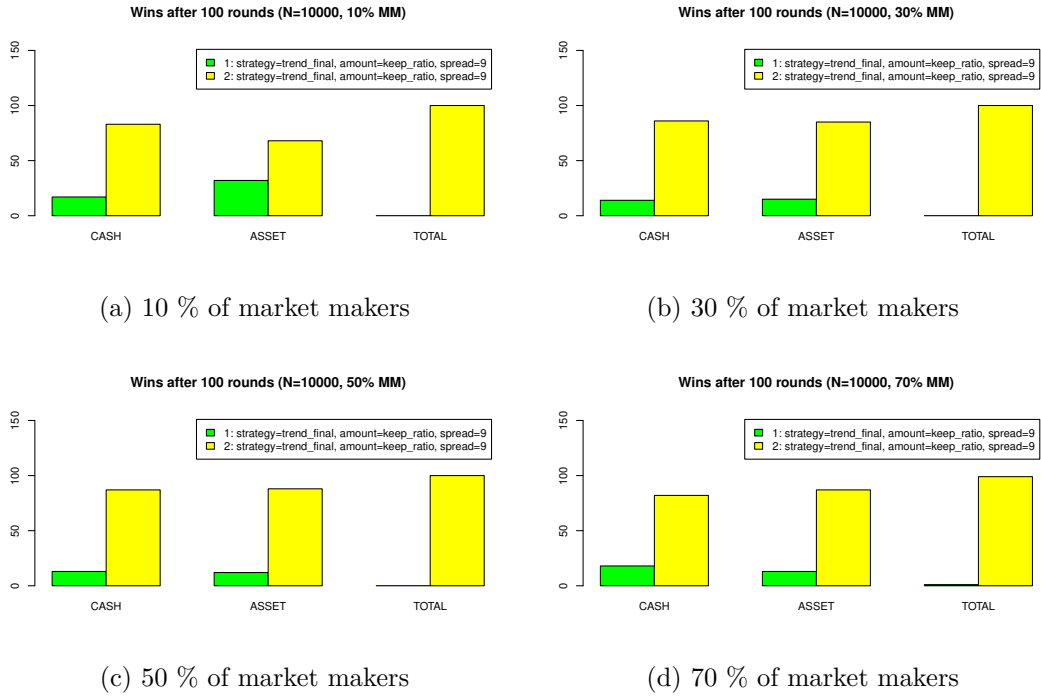 Wins after 100 rounds (N=10000, 10% MM)
150
100
50
0
1: strategy=trend_final, amount=keep_ratio, spread=9
2: strategy=trend_final, amount=keep_ratio, spread=9
CASH ASSET TOTAL
(a) 10 % of market makers
Wins after 100 rounds (N=10000, 30% MM)
150
100
50
0
1: strategy=trend_final, amount=keep_ratio, spread=9
2: strategy=trend_final, amount=keep_ratio, spread=9
CASH ASSET TOTAL
(b) 30 % of market makers
Wins after 100 rounds (N=10000, 50% MM)
150
100
50
0
1: strategy=trend_final, amount=keep_ratio, spread=9
2: strategy=trend_final, amount=keep_ratio, spread=9
CASH ASSET TOTAL
(c) 50 % of market makers
Wins after 100 rounds (N=10000, 70% MM)
150
100
50
0
1: strategy=trend_final, amount=keep_ratio, spread=9
2: strategy=trend_final, amount=keep_ratio, spread=9
CASH ASSET TOTAL
(d) 70 % of market makers